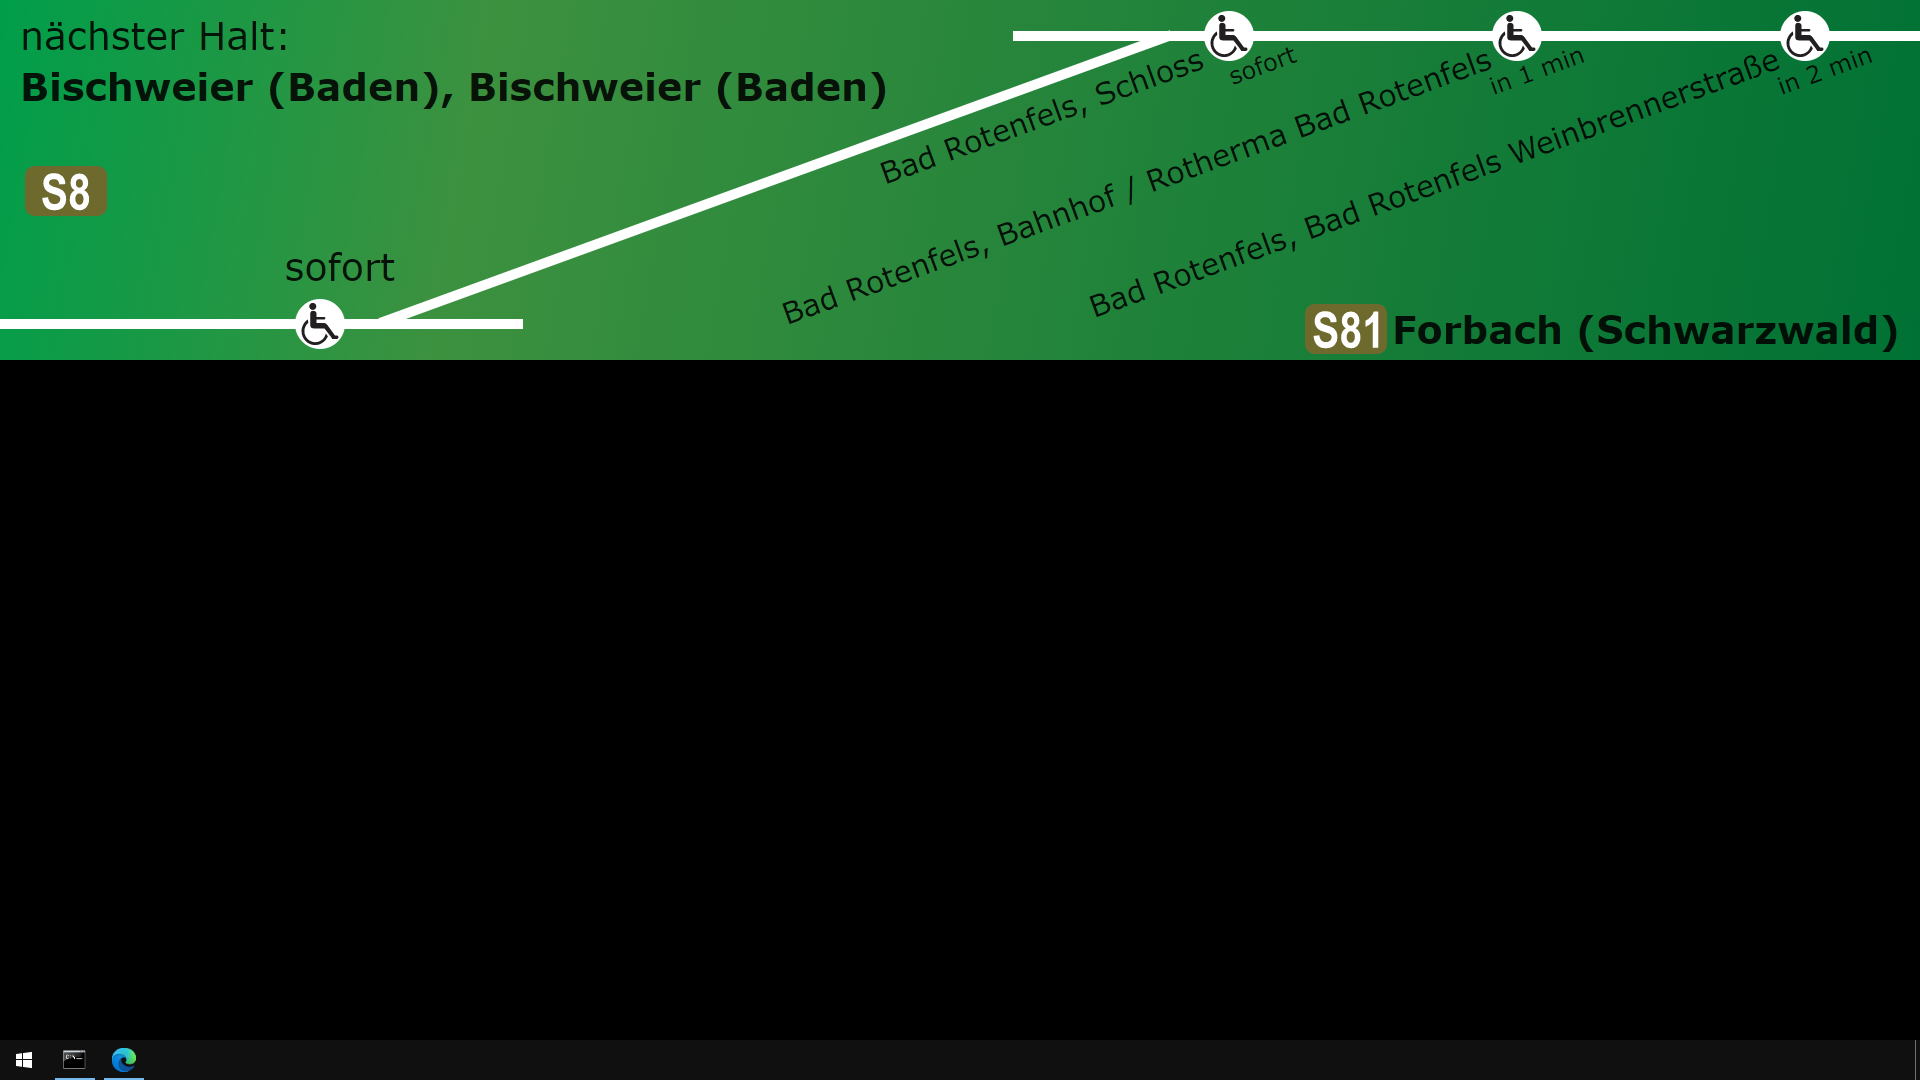 nächster Halt:
Bischweier (Baden), Bischweier (Baden)
S8
sofort
Bad Rotenfels, Schloss
sofort
Bad Rotenfels, Bahnhof / Rotherma Bad Rotenfels
in 1 min
Bad Rotenfels, Bad Rotenfels Weinbrennerstraße
in 2 min
S81 Forbach (Schwarzwald)